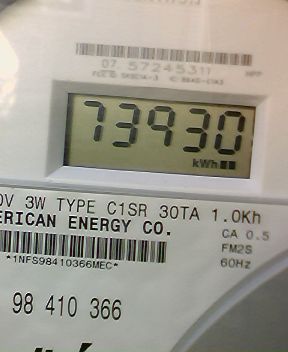 07 57245311
73930
kWh
0V 3W TYPE C1SR 30TA 1.0Kh
ERICAN ENERGY CO.
CA 0.5
FM2S
*1NFS98410366MEC*
60Hz
98 410 366